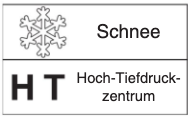 Schnee
H T Hoch-Tiefdruck-
zentrum